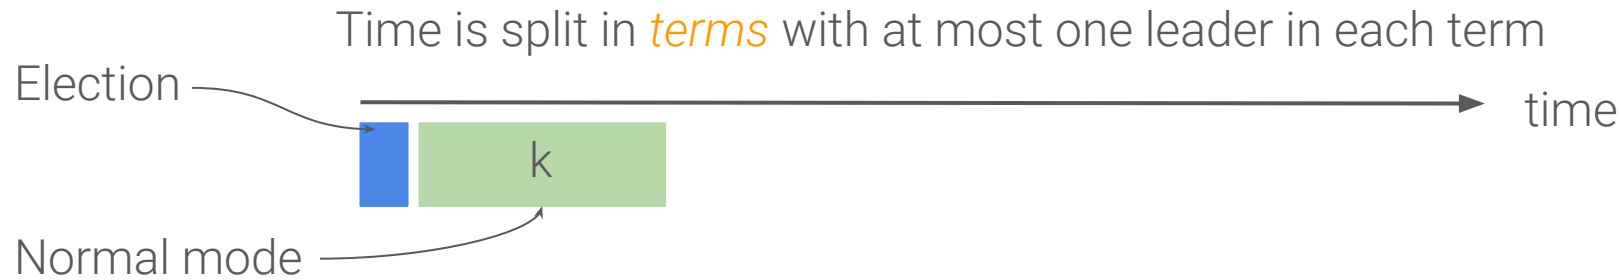 Time is split in terms with at most one leader in each term
Election
time
k
Normal mode